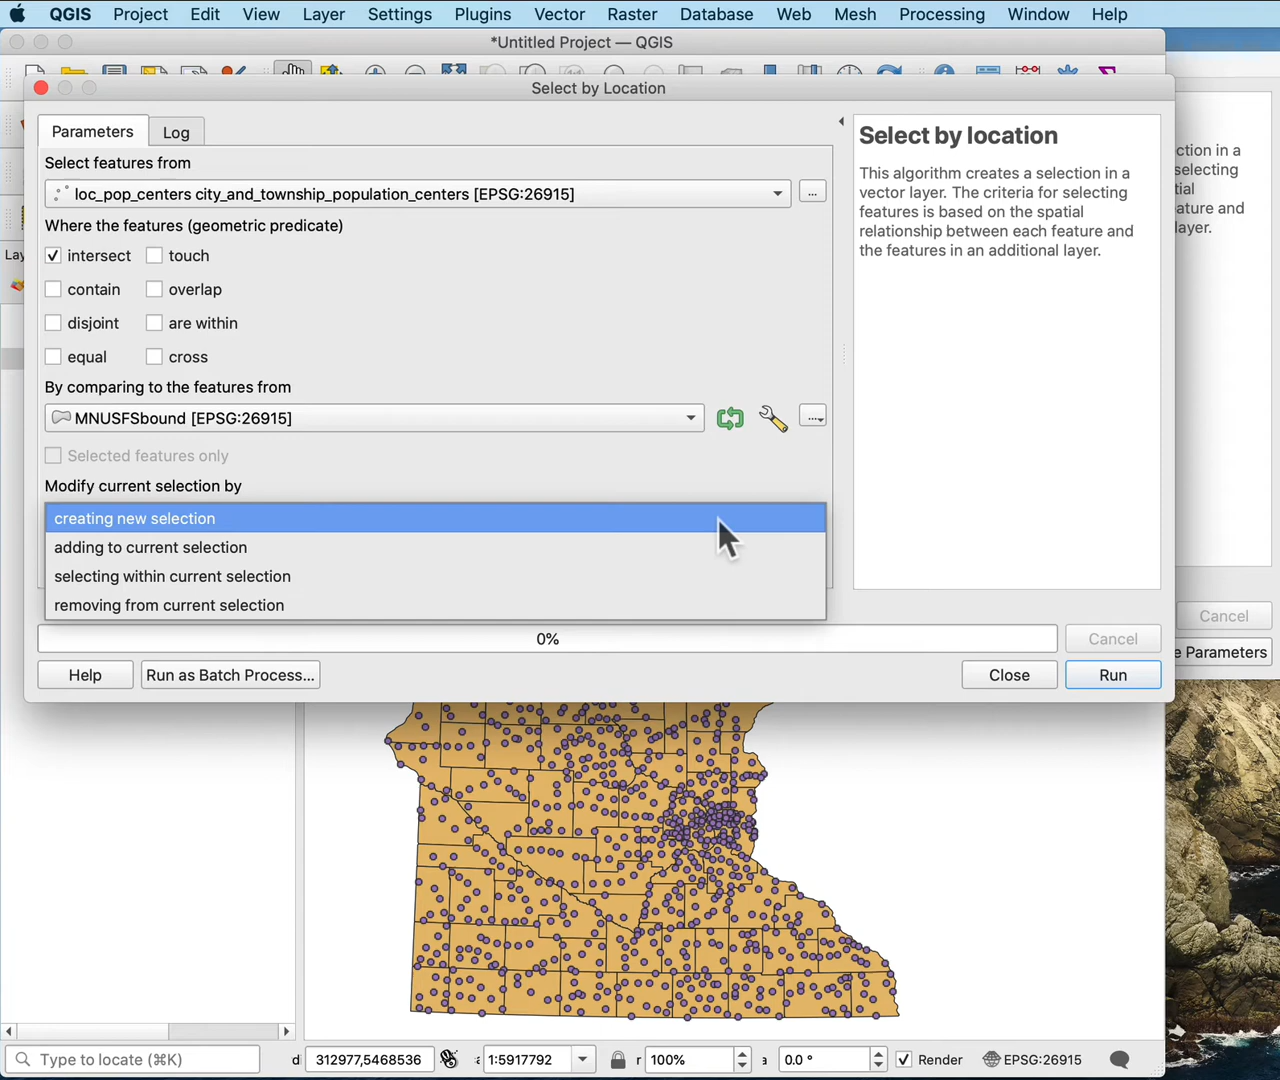 QGIS Project Edit View Layer Settings Plugins Vector Raster Database Web Mesh Processing Window Help
*Untitled Project — QGIS
Select by Location
Parameters Log
Select features from
loc_pop_centers city_and_township_population_centers [EPSG:26915]
...
Where the features (geometric predicate)
intersect touch
contain overlap
disjoint are within
equal cross
By comparing to the features from
MNUSFSbound [EPSG:26915]
...
Selected features only
Modify current selection by
creating new selection
adding to current selection
selecting within current selection
removing from current selection
0%
Cancel
Help Run as Batch Process... Close Run
Select by location
This algorithm creates a selection in a
vector layer. The criteria for selecting
features is based on the spatial
relationship between each feature and
the features in an additional layer.
ction in a
selecting
tial
ature and
layer.
Cancel
e Parameters
Lay
Type to locate (⌘K) 312977,5468536 1:5917792 r 100% a 0.0 ° Render EPSG:26915